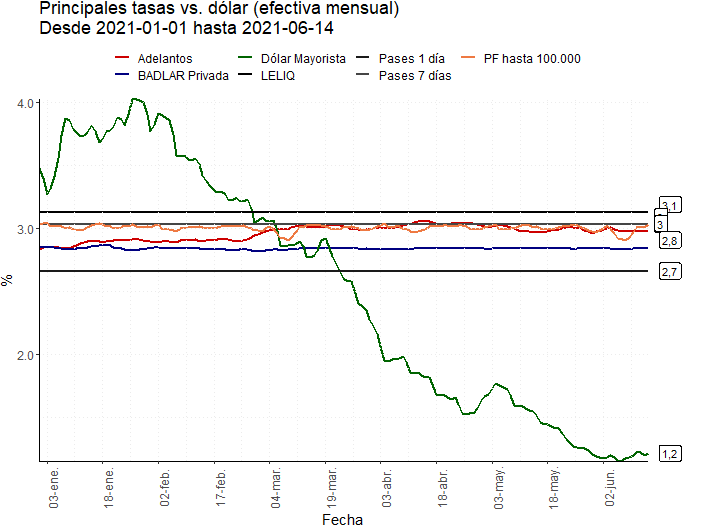 Principales tasas vs. dólar (efectiva mensual)
Desde 2021-01-01 hasta 2021-06-14
Adelantos Dólar Mayorista Pases 1 día PF hasta 100.000
BADLAR Privada LELIQ Pases 7 días
4.0
3.0
2.0
%
3,1
3
2,8
2,7
1,2
03-ene. 18-ene. 02-feb. 17-feb. 04-mar. 19-mar. 03-abr. 18-abr. 03-may. 18-may. 02-jun.
Fecha